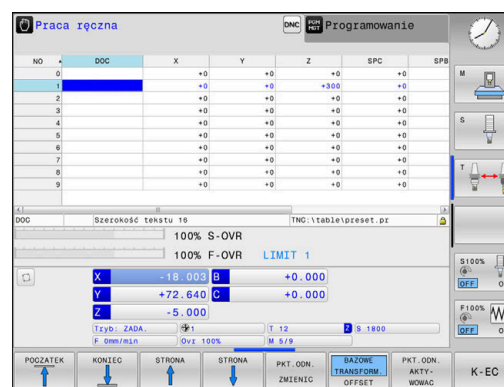 Praca ręczna
DNC
PGM MGT
Programowanie
NO DOC X Y Z SPC SPB
0 +0 +0 +0 +0
1 +0 +0 +300 +0
2 +0 +0 +0 +0
3 +0 +0 +0 +0
4 +0 +0 +0 +0
5 +0 +0 +0 +0
6 +0 +0 +0 +0
7 +0 +0 +0 +0
8 +0 +0 +0 +0
9 +0 +0 +0 +0
DOC Szerokość tekstu 16 TNC:\table\preset.pr
100% S-OVR
100% F-OVR LIMIT 1
X -18.003 B +0.000
Y +72.640 C +0.000
Z -5.000
Tryb: ZADA. 1 T 12 Z S 1800
F 0mm/min Ovr 100% M 5/9
POCZATEK
KONIEC
STRONA
STRONA
PKT.ODN. ZMIENIC
BAZOWE TRANSFORM. OFFSET
PKT.ODN. AKTY- WOWAC
K-EC
M
S
T
S100%
OFF
F100%
OFF